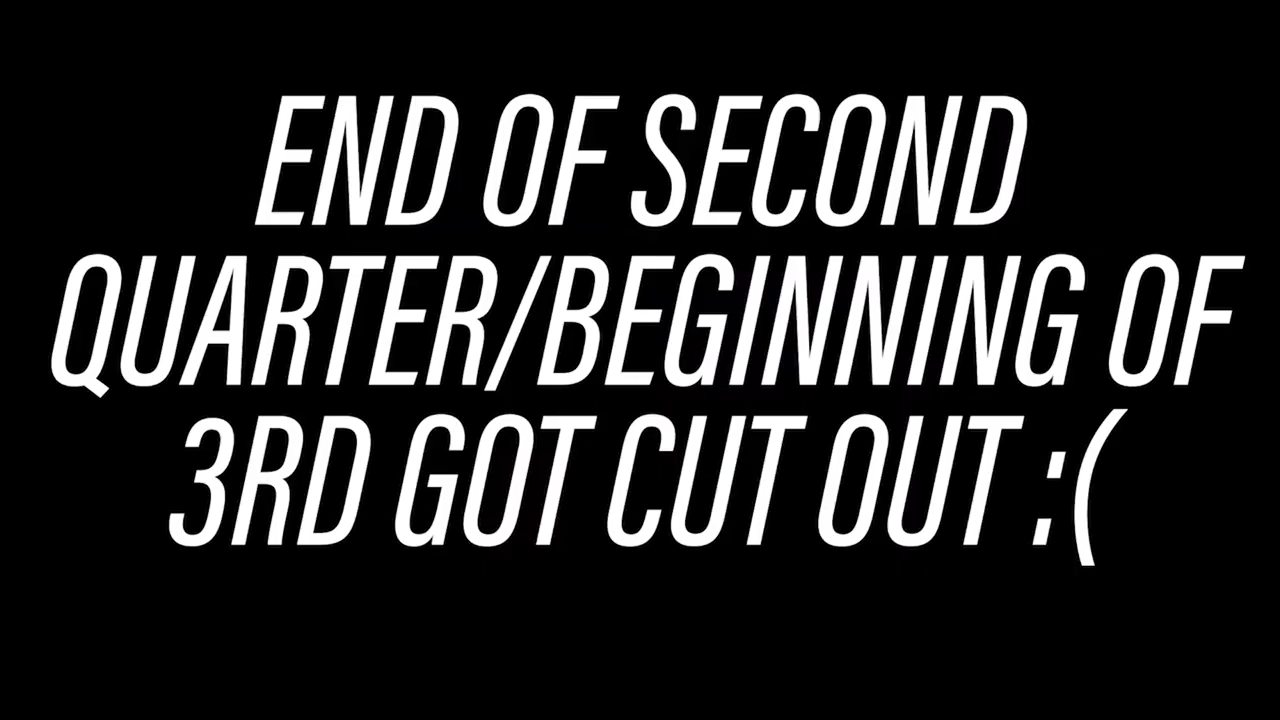 END OF SECOND
QUARTER/BEGINNING OF
3RD GOT CUT OUT :(